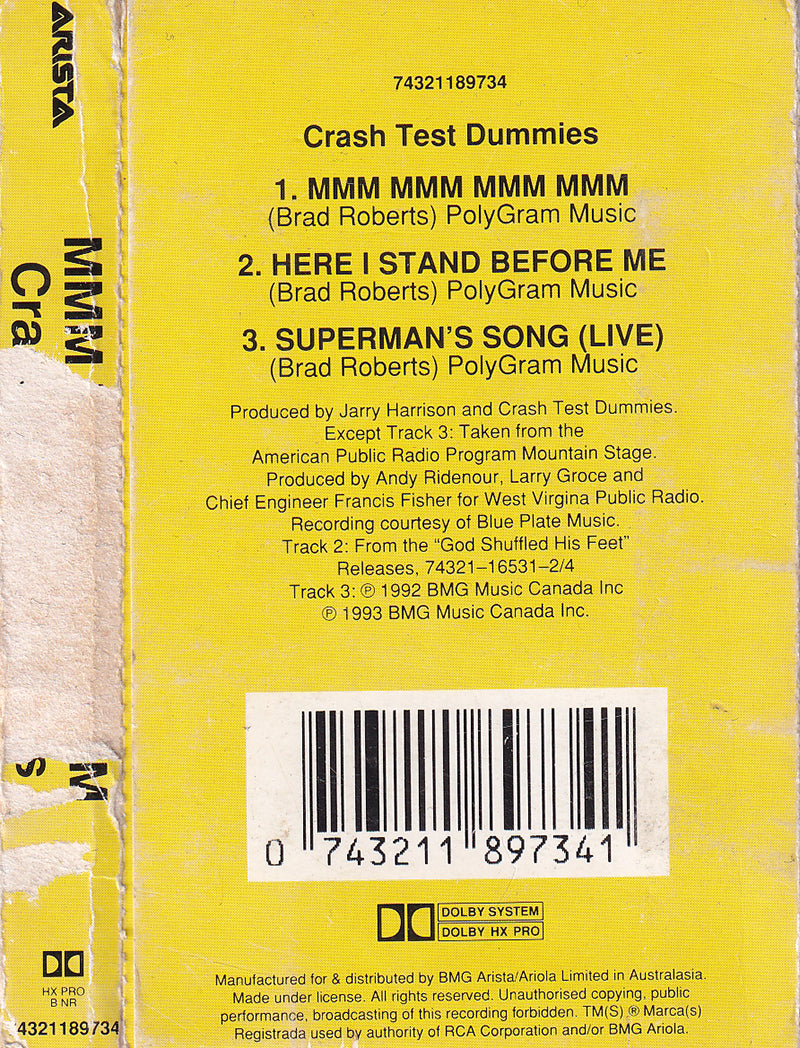 ARISTA
MMM
Cra
M
s
HX PRO
B NR
4321189734
74321189734
Crash Test Dummies
1. MMM MMM MMM MMM
(Brad Roberts) PolyGram Music
2. HERE I STAND BEFORE ME
(Brad Roberts) PolyGram Music
3. SUPERMAN'S SONG (LIVE)
(Brad Roberts) PolyGram Music
Produced by Jarry Harrison and Crash Test Dummies.
Except Track 3: Taken from the
American Public Radio Program Mountain Stage.
Produced by Andy Ridenour, Larry Groce and
Chief Engineer Francis Fisher for West Virgina Public Radio.
Recording courtesy of Blue Plate Music.
Track 2: From the "God Shuffled His Feet"
Releases, 74321–16531–2/4
Track 3: ℗ 1992 BMG Music Canada Inc
℗ 1993 BMG Music Canada Inc.
0 743211 897341
DOLBY SYSTEM
DOLBY HX PRO
Manufactured for & distributed by BMG Arista/Ariola Limited in Australasia.
Made under license. All rights reserved. Unauthorised copying, public
performance, broadcasting of this recording forbidden. TM(S) ® Marca(s)
Registrada used by authority of RCA Corporation and/or BMG Ariola.